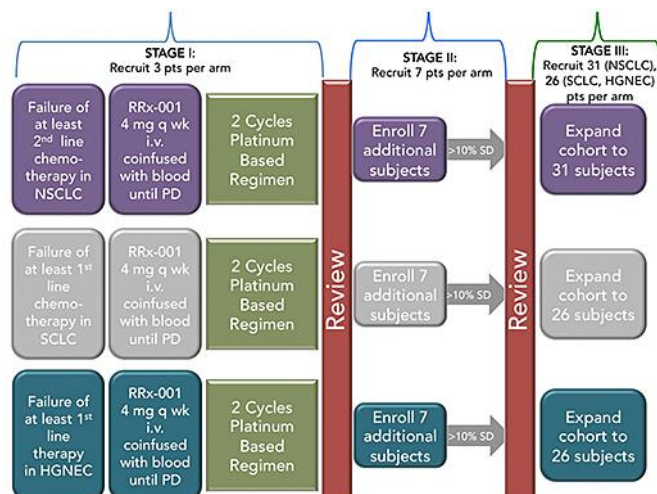 STAGE I:
Recruit 3 pts per arm
STAGE II:
Recruit 7 pts per arm
STAGE III:
Recruit 31 (NSCLC),
26 (SCLC, HGNEC)
pts per arm
Failure of
at least
2nd line
chemo-
therapy in
NSCLC
RRx-001
4 mg q wk
i.v.
coinfused
with blood
until PD
2 Cycles
Platinum
Based
Regimen
Review
Enroll 7
additional
subjects
>10% SD
Review
Expand
cohort to
31 subjects
Failure of
at least 1st
line
chemo-
therapy in
SCLC
RRx-001
4 mg q wk
i.v.
coinfused
with blood
until PD
2 Cycles
Platinum
Based
Regimen
Enroll 7
additional
subjects
>10% SD
Expand
cohort to
26 subjects
Failure of
at least 1st
line
therapy in
HGNEC
RRx-001
4 mg q wk
i.v.
coinfused
with blood
until PD
2 Cycles
Platinum
Based
Regimen
Enroll 7
additional
subjects
>10% SD
Expand
cohort to
26 subjects